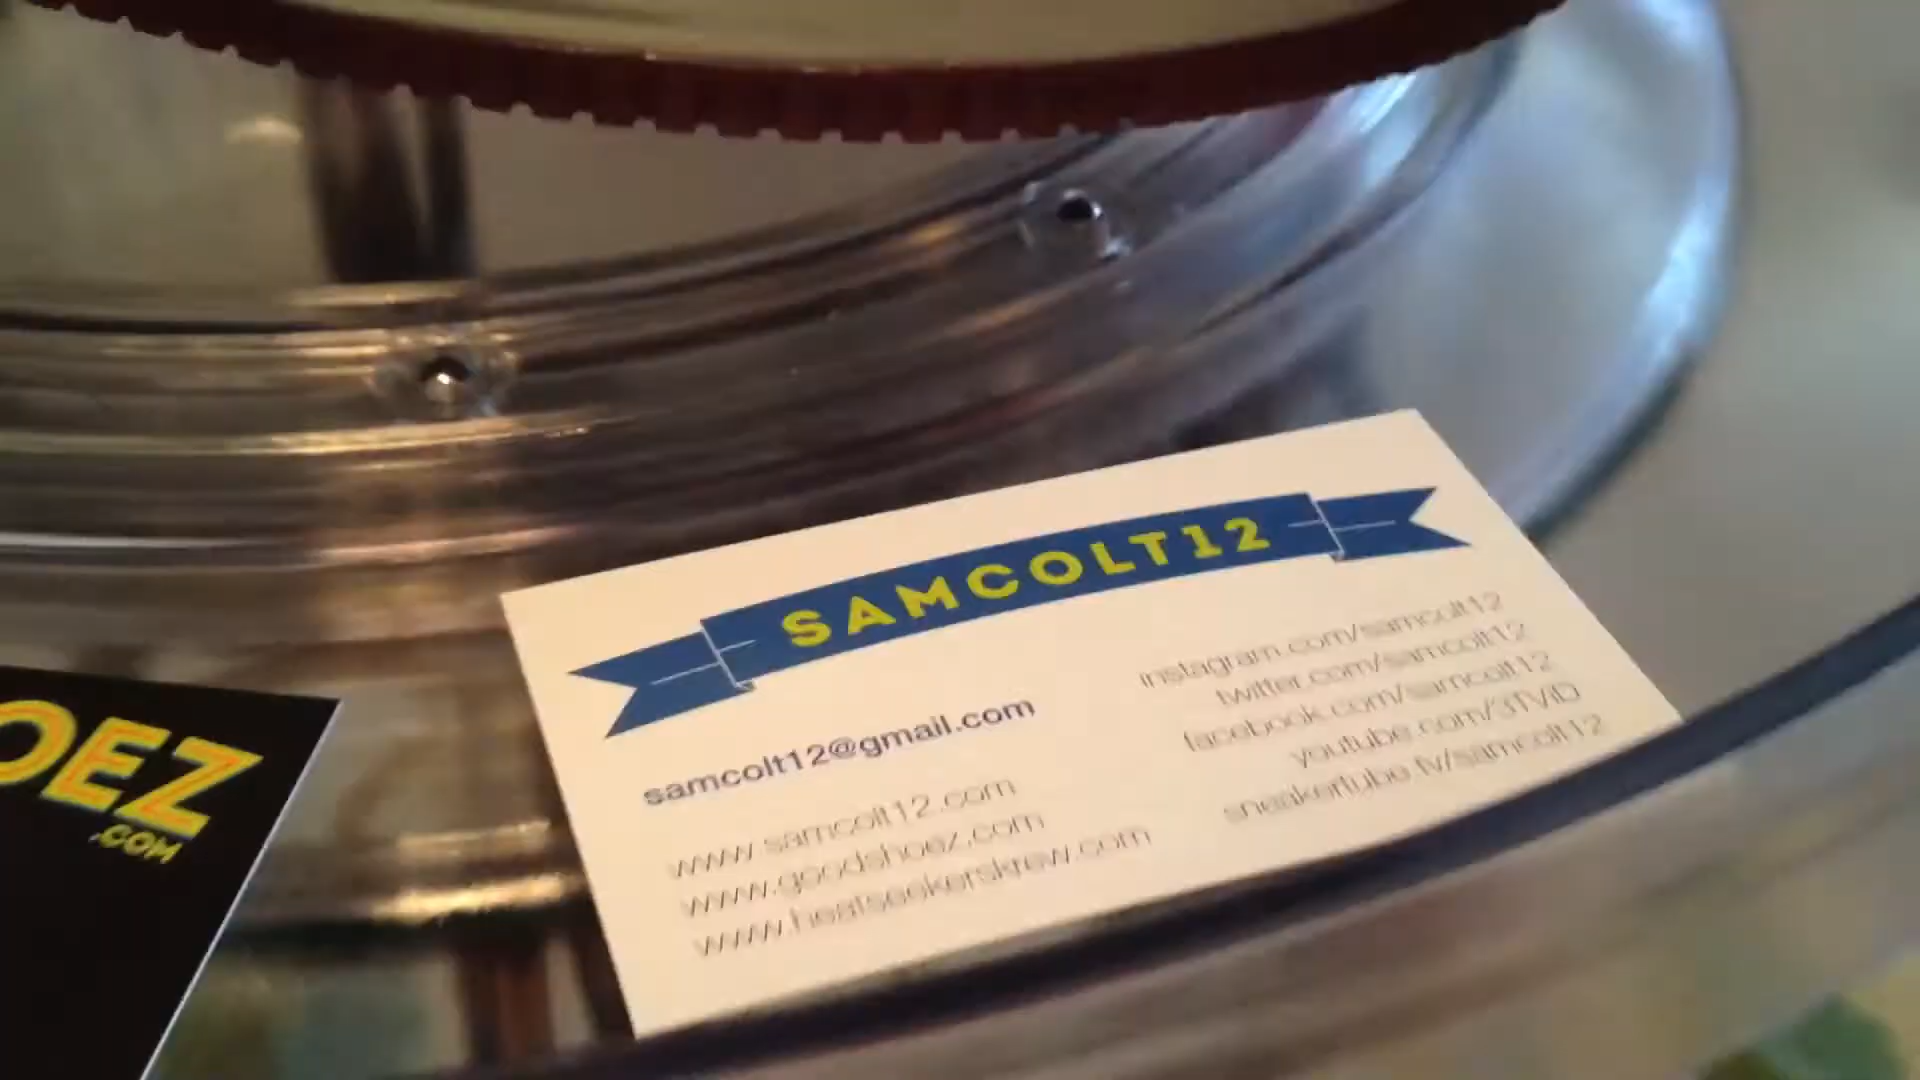 SAMCOLT12
samcolt12@gmail.com
www.samcolt12.com
www.goodshoez.com
www.heatseekerskrew.com
instagram.com/samcolt12
twitter.com/samcolt12
facebook.com/samcolt12
youtube.com/3TViD
sneakertube.tv/samcolt12
OEZ
.COM